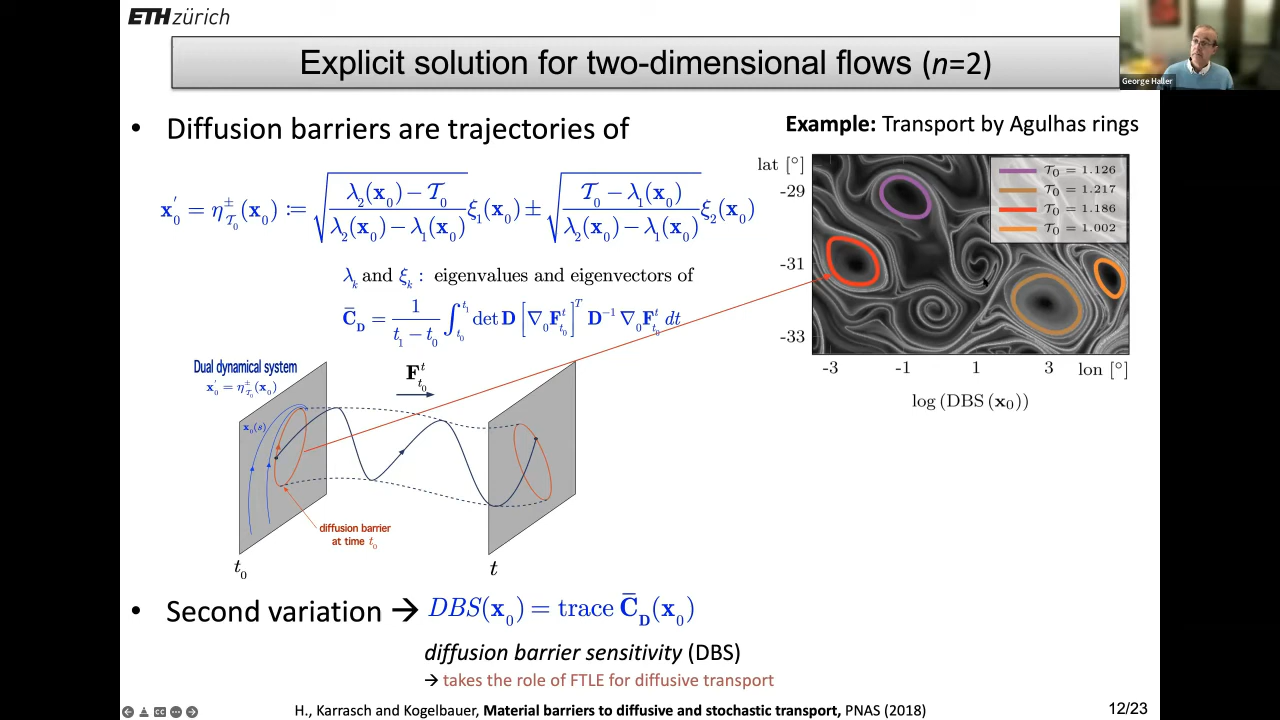 ETH zürich
Explicit solution for two-dimensional flows (n=2)
George Haller
• Diffusion barriers are trajectories of
x₀′ = η^±_{𝒯₀}(x₀) := √((λ₂(x₀) − 𝒯₀)/(λ₂(x₀) − λ₁(x₀))) ξ₁(x₀) ± √((𝒯₀ − λ₁(x₀))/(λ₂(x₀) − λ₁(x₀))) ξ₂(x₀)
λₖ and ξₖ : eigenvalues and eigenvectors of
C̄_D = 1/(t₁ − t₀) ∫_{t₀}^{t₁} det D [∇₀F^t_{t₀}]^T D⁻¹ ∇₀F^t_{t₀} dt
Example: Transport by Agulhas rings
lat [°]
-29
-31
-33
𝒯₀ = 1.126
𝒯₀ = 1.217
𝒯₀ = 1.186
𝒯₀ = 1.002
-3 -1 1 3 lon [°]
log (DBS (x₀))
Dual dynamical system
x₀′ = η^±_{𝒯₀}(x₀)
F^t_{t₀}
x₀(s)
diffusion barrier
at time t₀
t₀
t
• Second variation → DBS(x₀) = trace C̄_D(x₀)
diffusion barrier sensitivity (DBS)
→ takes the role of FTLE for diffusive transport
H., Karrasch and Kogelbauer, Material barriers to diffusive and stochastic transport, PNAS (2018)
12/23